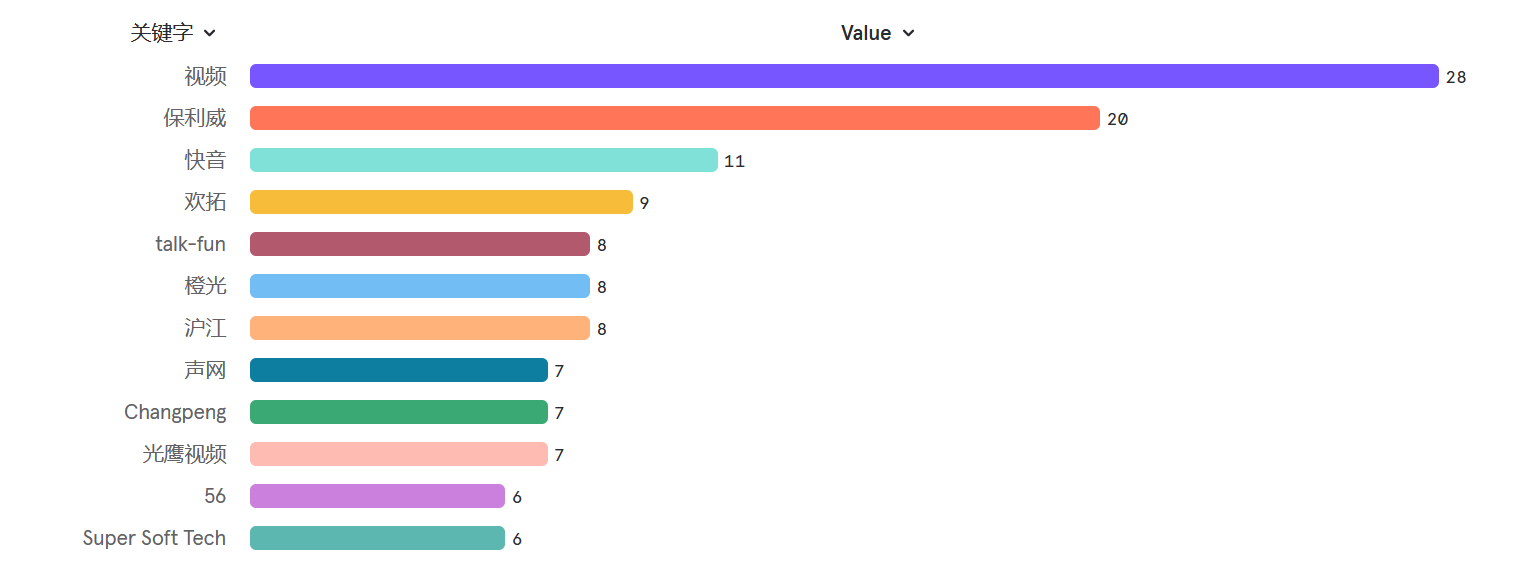 关键字 Value
视频 28
保利威 20
快音 11
欢拓 9
talk-fun 8
橙光 8
沪江 8
声网 7
Changpeng 7
光鹰视频 7
56 6
Super Soft Tech 6